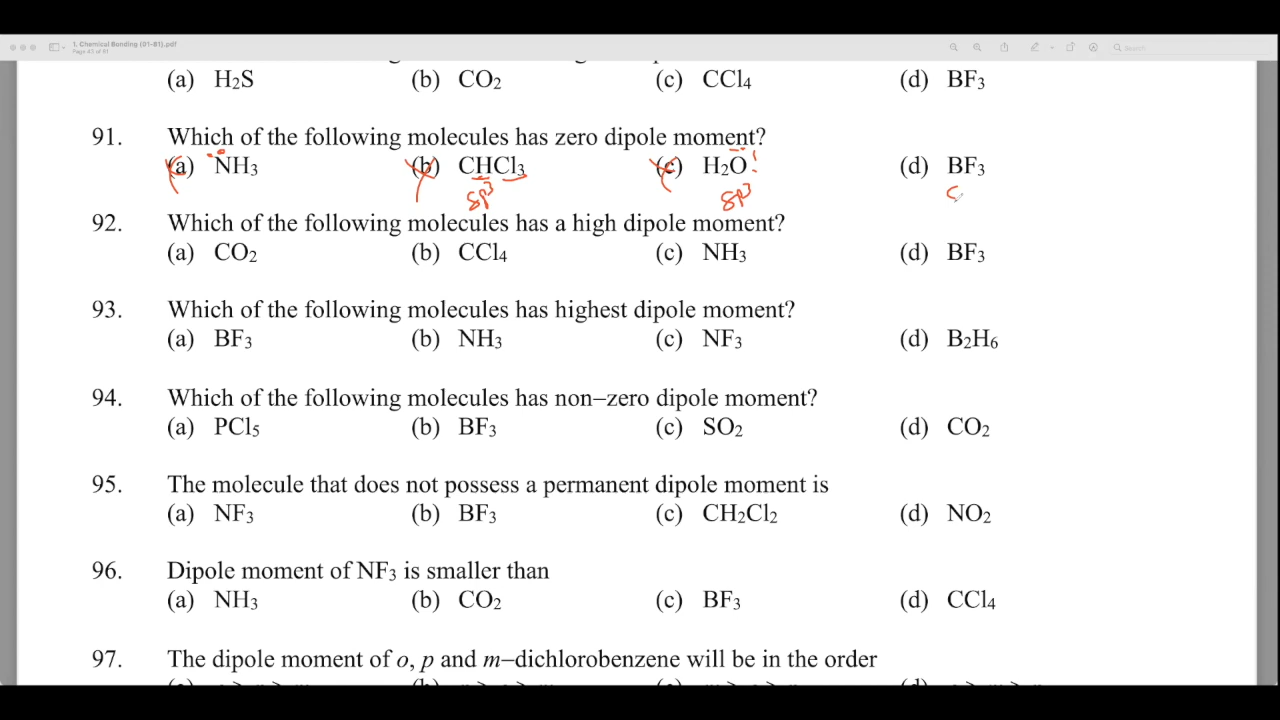 1. Chemical Bonding (01-81).pdf
Page 43 of 91
Search
(a) H2S (b) CO2 (c) CCl4 (d) BF3
91. Which of the following molecules has zero dipole moment?
(a) NH3 (b) CHCl3 (c) H2O (d) BF3
sp3 sp3 s
92. Which of the following molecules has a high dipole moment?
(a) CO2 (b) CCl4 (c) NH3 (d) BF3
93. Which of the following molecules has highest dipole moment?
(a) BF3 (b) NH3 (c) NF3 (d) B2H6
94. Which of the following molecules has non–zero dipole moment?
(a) PCl5 (b) BF3 (c) SO2 (d) CO2
95. The molecule that does not possess a permanent dipole moment is
(a) NF3 (b) BF3 (c) CH2Cl2 (d) NO2
96. Dipole moment of NF3 is smaller than
(a) NH3 (b) CO2 (c) BF3 (d) CCl4
97. The dipole moment of o, p and m–dichlorobenzene will be in the order